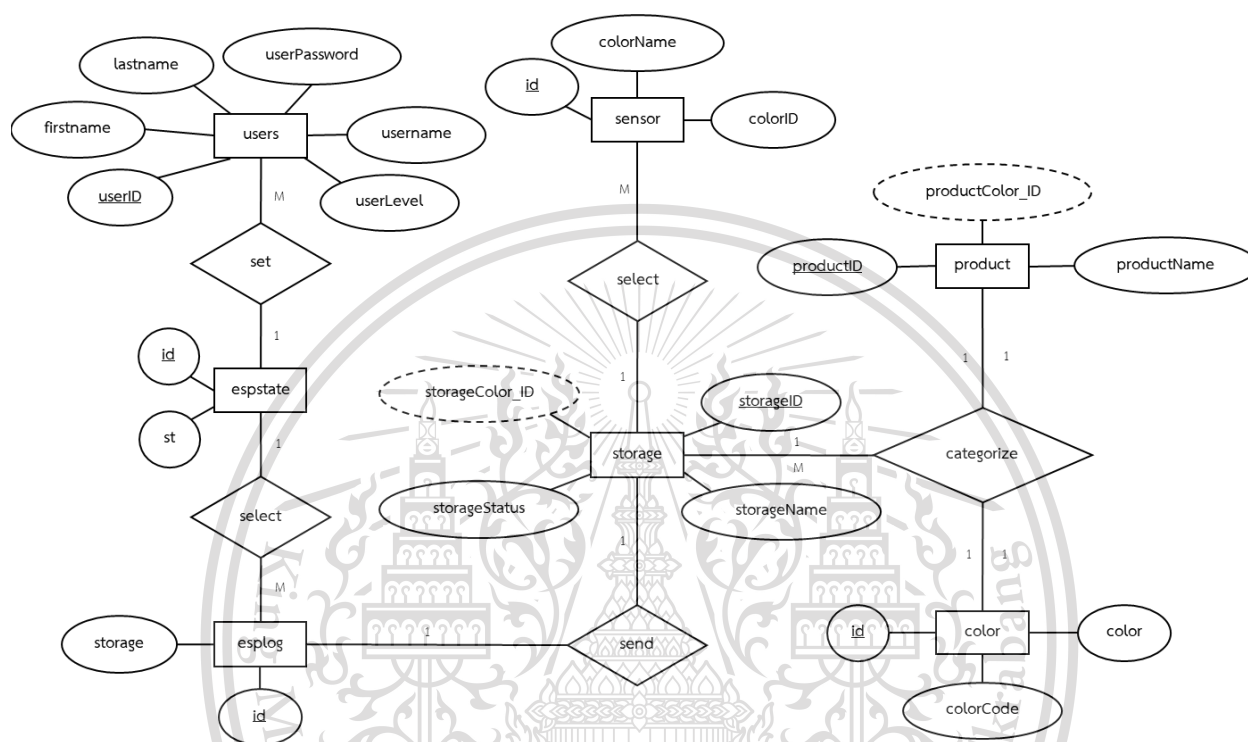 colorName
userPassword
lastname
id
firstname
users
username
sensor
colorID
userID
userLevel
M
M
productColor_ID
set
productID
product
productName
select
1
id
1
1
1
espstate
storageColor_ID
storageID
st
1
1
storage
categorize
M
select
storageStatus
storageName
1
1
1
M
storage
esplog
1
send
id
color
color
id
colorCode